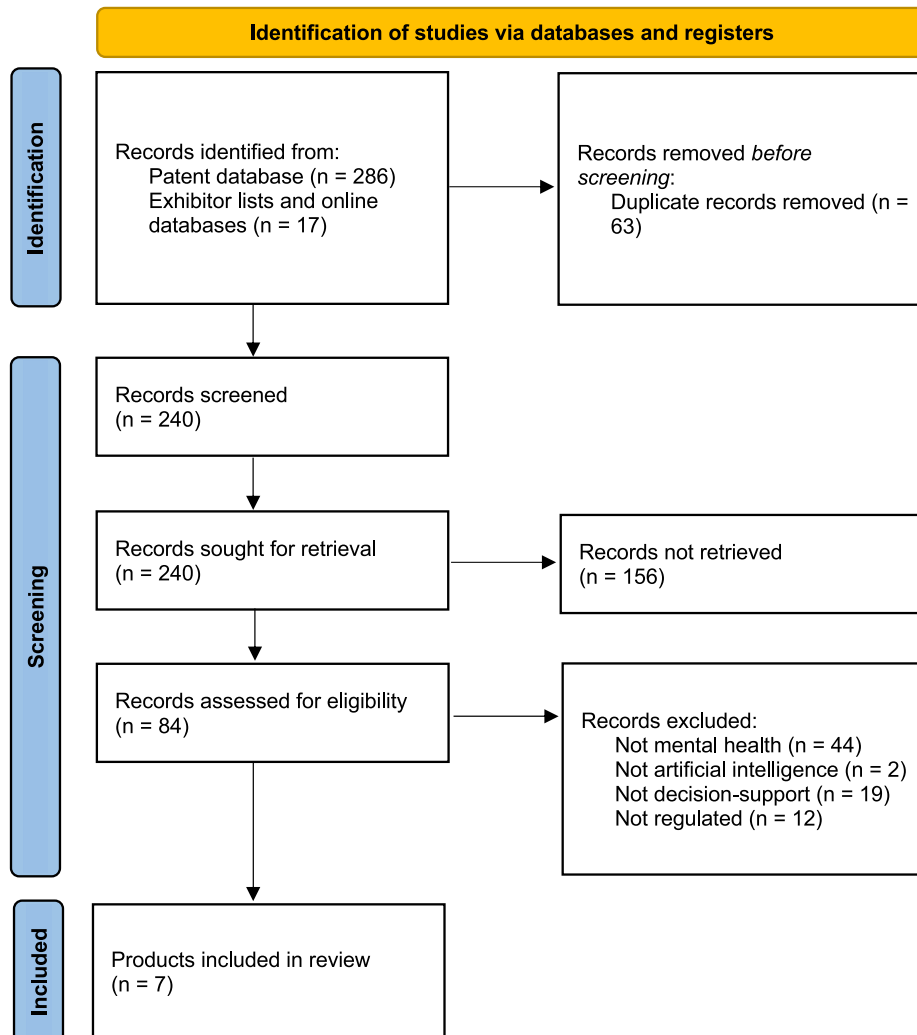 Identification of studies via databases and registers
Identification
Records identified from:
Patent database (n = 286)
Exhibitor lists and online
databases (n = 17)
Records removed before
screening:
Duplicate records removed (n =
63)
Screening
Records screened
(n = 240)
Records sought for retrieval
(n = 240)
Records not retrieved
(n = 156)
Records assessed for eligibility
(n = 84)
Records excluded:
Not mental health (n = 44)
Not artificial intelligence (n = 2)
Not decision-support (n = 19)
Not regulated (n = 12)
Included
Products included in review
(n = 7)